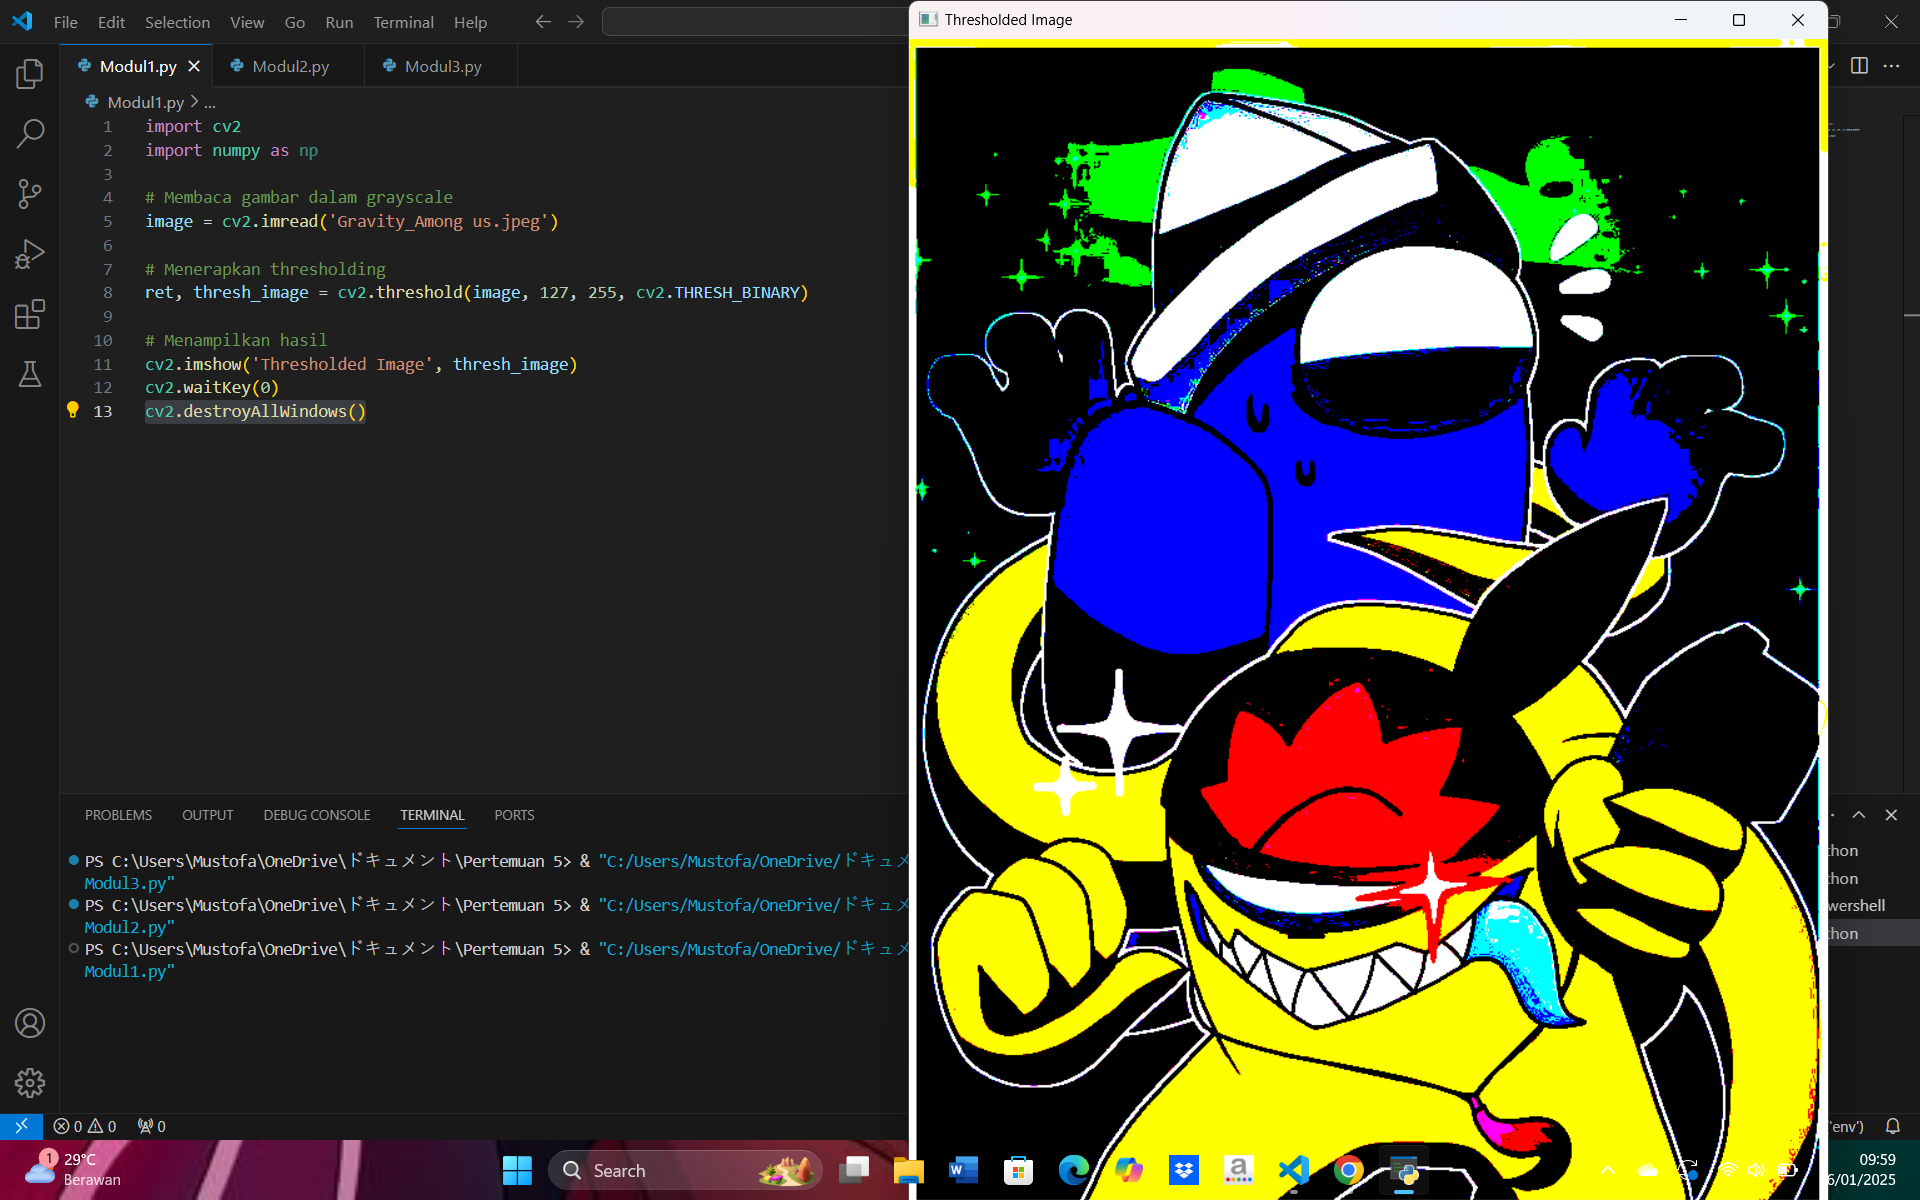 File Edit Selection View Go Run Terminal Help
Thresholded Image
Modul1.py Modul2.py Modul3.py
Modul1.py > ...
1 import cv2
2 import numpy as np
3
4 # Membaca gambar dalam grayscale
5 image = cv2.imread('Gravity_Among us.jpeg')
6
7 # Menerapkan thresholding
8 ret, thresh_image = cv2.threshold(image, 127, 255, cv2.THRESH_BINARY)
9
10 # Menampilkan hasil
11 cv2.imshow('Thresholded Image', thresh_image)
12 cv2.waitKey(0)
13 cv2.destroyAllWindows()
PROBLEMS OUTPUT DEBUG CONSOLE TERMINAL PORTS
PS C:\Users\Mustofa\OneDrive\ドキュメント\Pertemuan 5> & "C:/Users/Mustofa/OneDrive/ドキュメ
Modul3.py"
PS C:\Users\Mustofa\OneDrive\ドキュメント\Pertemuan 5> & "C:/Users/Mustofa/OneDrive/ドキュメ
Modul2.py"
PS C:\Users\Mustofa\OneDrive\ドキュメント\Pertemuan 5> & "C:/Users/Mustofa/OneDrive/ドキュメ
Modul1.py"
thon
thon
wershell
thon
0 0 0
'env')
1
29°C
Berawan
Search
09:59
6/01/2025